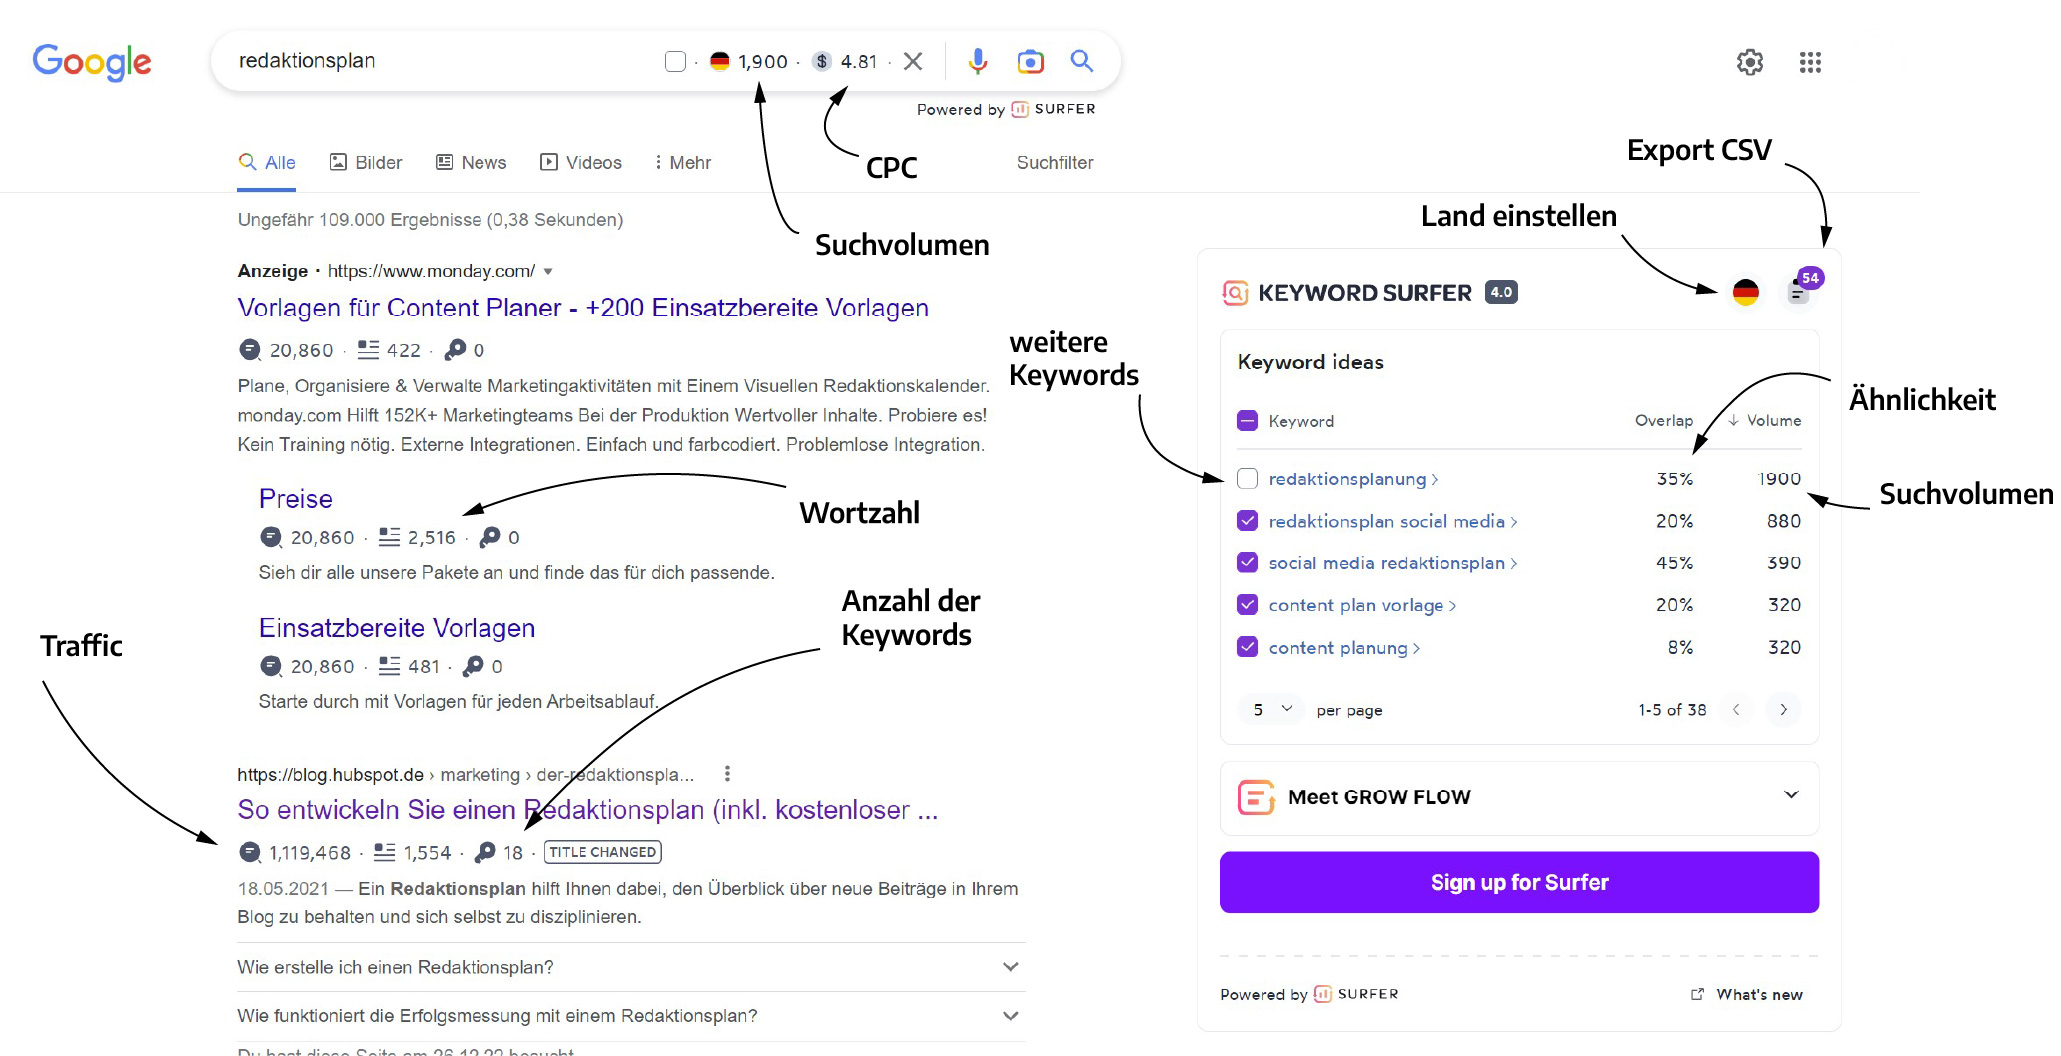 Google
redaktionsplan
1,900 · $ 4.81 ·
Powered by SURFER
CPC
Suchvolumen
Alle
Bilder
News
Videos
Mehr
Suchfilter
Ungefähr 109.000 Ergebnisse (0,38 Sekunden)
Anzeige · https://www.monday.com/
Vorlagen für Content Planer - +200 Einsatzbereite Vorlagen
20,860 · 422 · 0
Plane, Organisiere & Verwalte Marketingaktivitäten mit Einem Visuellen Redaktionskalender.
monday.com Hilft 152K+ Marketingteams Bei der Produktion Wertvoller Inhalte. Probiere es!
Kein Training nötig. Externe Integrationen. Einfach und farbcodiert. Problemlose Integration.
Preise
20,860 · 2,516 · 0
Sieh dir alle unsere Pakete an und finde das für dich passende.
Wortzahl
Einsatzbereite Vorlagen
20,860 · 481 · 0
Starte durch mit Vorlagen für jeden Arbeitsablauf.
Anzahl der
Keywords
Traffic
https://blog.hubspot.de › marketing › der-redaktionspla...
So entwickeln Sie einen Redaktionsplan (inkl. kostenloser ...
1,119,468 · 1,554 · 18 · TITLE CHANGED
18.05.2021 — Ein Redaktionsplan hilft Ihnen dabei, den Überblick über neue Beiträge in Ihrem
Blog zu behalten und sich selbst zu disziplinieren.
Wie erstelle ich einen Redaktionsplan?
Wie funktioniert die Erfolgsmessung mit einem Redaktionsplan?
Du hast diese Seite am 26.12.22 besucht.
Export CSV
Land einstellen
KEYWORD SURFER 4.0
54
weitere
Keywords
Keyword ideas
Ähnlichkeit
Keyword Overlap Volume
redaktionsplanung › 35% 1900
Suchvolumen
redaktionsplan social media › 20% 880
social media redaktionsplan › 45% 390
content plan vorlage › 20% 320
content planung › 8% 320
5 per page 1-5 of 38
Meet GROW FLOW
Sign up for Surfer
Powered by SURFER
What's new